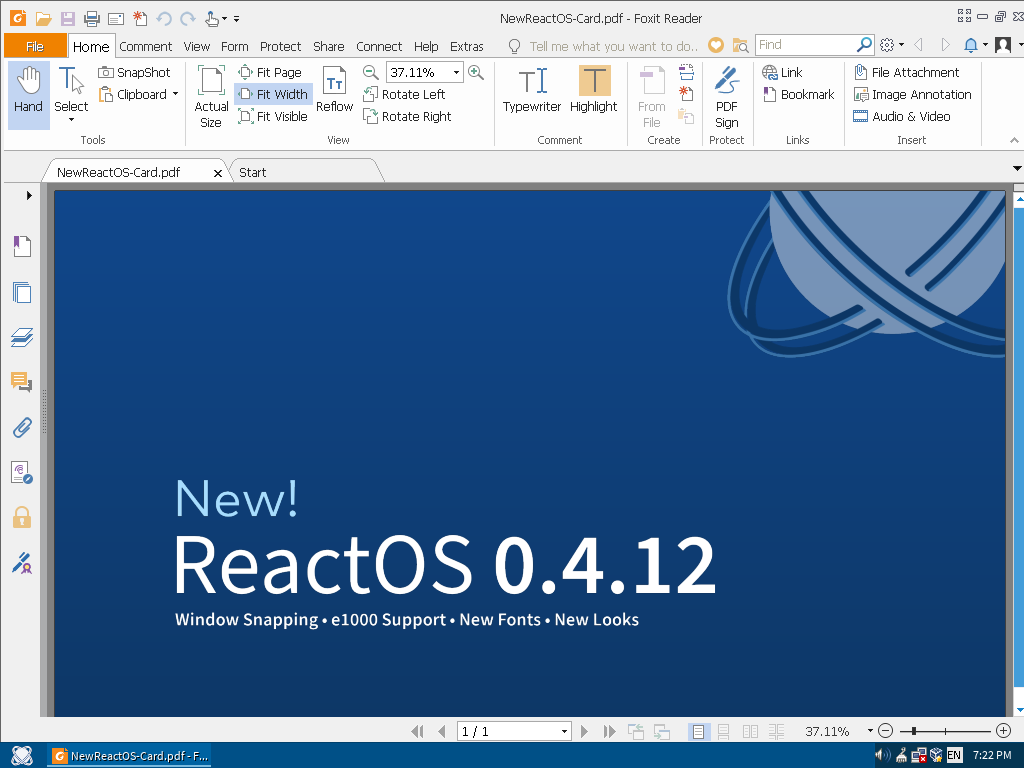 NewReactOS-Card.pdf - Foxit Reader
File Home Comment View Form Protect Share Connect Help Extras Tell me what you want to do.. Find
Hand
Select
SnapShot
Clipboard
Tools
Actual Size
Fit Page
Fit Width
Fit Visible
Reflow
37.11%
Rotate Left
Rotate Right
View
Typewriter
Highlight
Comment
From File
Create
PDF Sign
Protect
Link
Bookmark
Links
File Attachment
Image Annotation
Audio & Video
Insert
NewReactOS-Card.pdf Start
New!
ReactOS 0.4.12
Window Snapping • e1000 Support • New Fonts • New Looks
1 / 1 37.11%
NewReactOS-Card.pdf - F... EN 7:22 PM